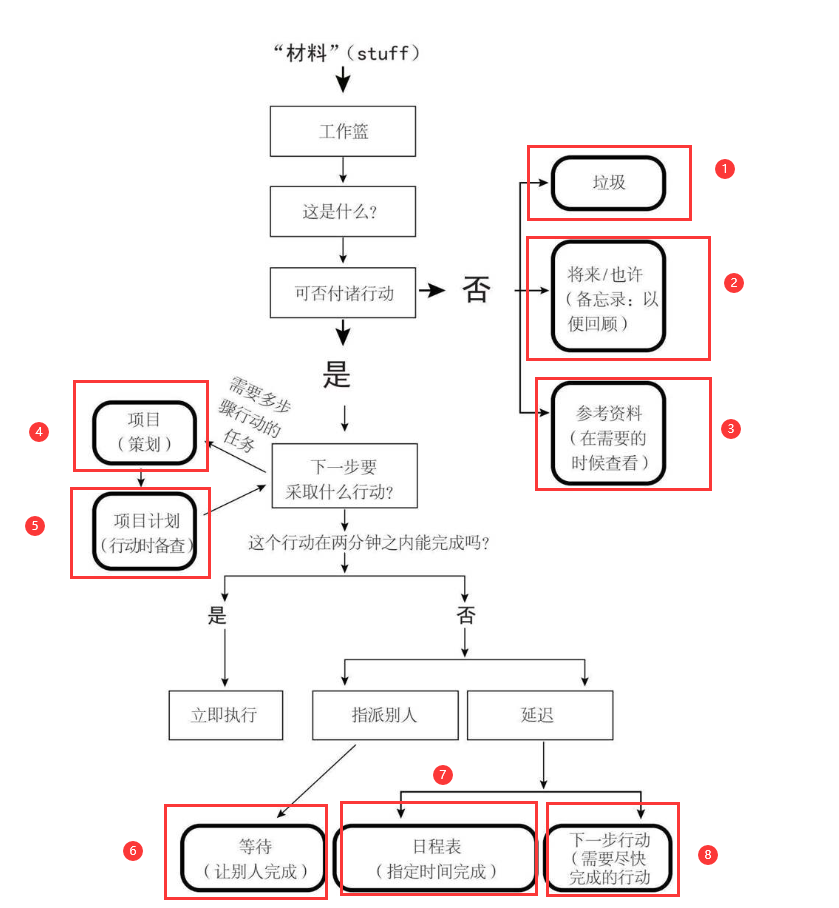 “材料”（stuff）
工作篮
1
垃圾
这是什么？
可否付诸行动
否
2
将来/也许
（备忘录：以
便回顾）
是
3
参考资料
（在需要的
时候查看）
需要多步
骤行动的
任务
4
项目
（策划）
下一步要
采取什么行动？
5
项目计划
（行动时备查）
这个行动在两分钟之内能完成吗？
是
否
立即执行
指派别人
延迟
6
等待
（让别人完成）
7
日程表
（指定时间完成）
8
下一步行动
（需要尽快
完成的行动